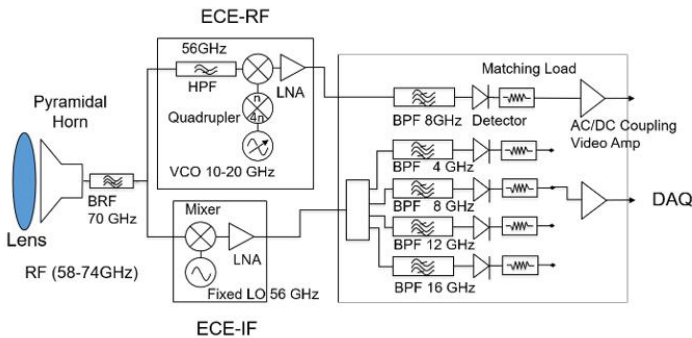 ECE-RF
56GHz
HPF
LNA
Quadrupler
n
4n
VCO 10-20 GHz
Pyramidal
Horn
BRF
70 GHz
Lens
RF (58-74GHz)
Mixer
LNA
Fixed LO 56 GHz
ECE-IF
Matching Load
BPF 8GHz
Detector
AC/DC Coupling
Video Amp
BPF 4 GHz
BPF 8 GHz
BPF 12 GHz
BPF 16 GHz
DAQ